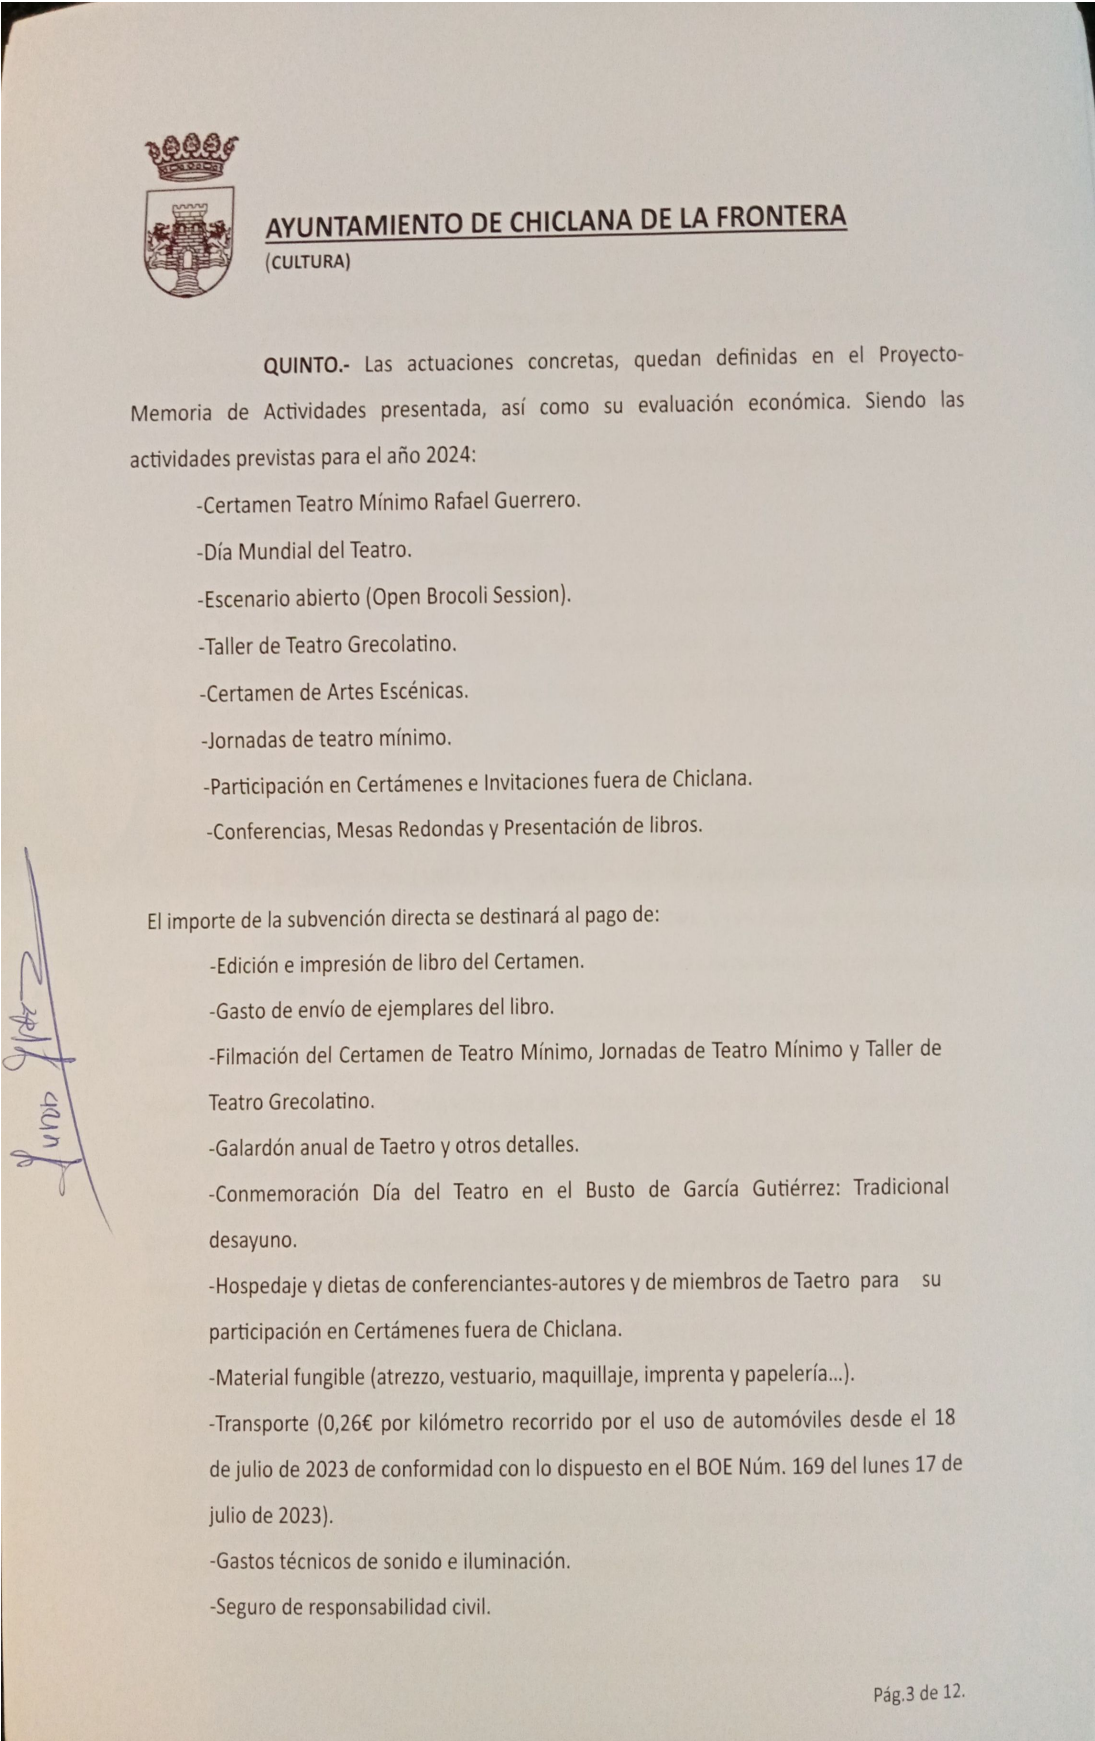 AYUNTAMIENTO DE CHICLANA DE LA FRONTERA
(CULTURA)
QUINTO.- Las actuaciones concretas, quedan definidas en el Proyecto-
Memoria de Actividades presentada, así como su evaluación económica. Siendo las
actividades previstas para el año 2024:
-Certamen Teatro Mínimo Rafael Guerrero.
-Día Mundial del Teatro.
-Escenario abierto (Open Brocoli Session).
-Taller de Teatro Grecolatino.
-Certamen de Artes Escénicas.
-Jornadas de teatro mínimo.
-Participación en Certámenes e Invitaciones fuera de Chiclana.
-Conferencias, Mesas Redondas y Presentación de libros.
El importe de la subvención directa se destinará al pago de:
-Edición e impresión de libro del Certamen.
-Gasto de envío de ejemplares del libro.
-Filmación del Certamen de Teatro Mínimo, Jornadas de Teatro Mínimo y Taller de
Teatro Grecolatino.
-Galardón anual de Taetro y otros detalles.
-Conmemoración Día del Teatro en el Busto de García Gutiérrez: Tradicional
desayuno.
-Hospedaje y dietas de conferenciantes-autores y de miembros de Taetro para su
participación en Certámenes fuera de Chiclana.
-Material fungible (atrezzo, vestuario, maquillaje, imprenta y papelería...).
-Transporte (0,26€ por kilómetro recorrido por el uso de automóviles desde el 18
de julio de 2023 de conformidad con lo dispuesto en el BOE Núm. 169 del lunes 17 de
julio de 2023).
-Gastos técnicos de sonido e iluminación.
-Seguro de responsabilidad civil.
Pág.3 de 12.